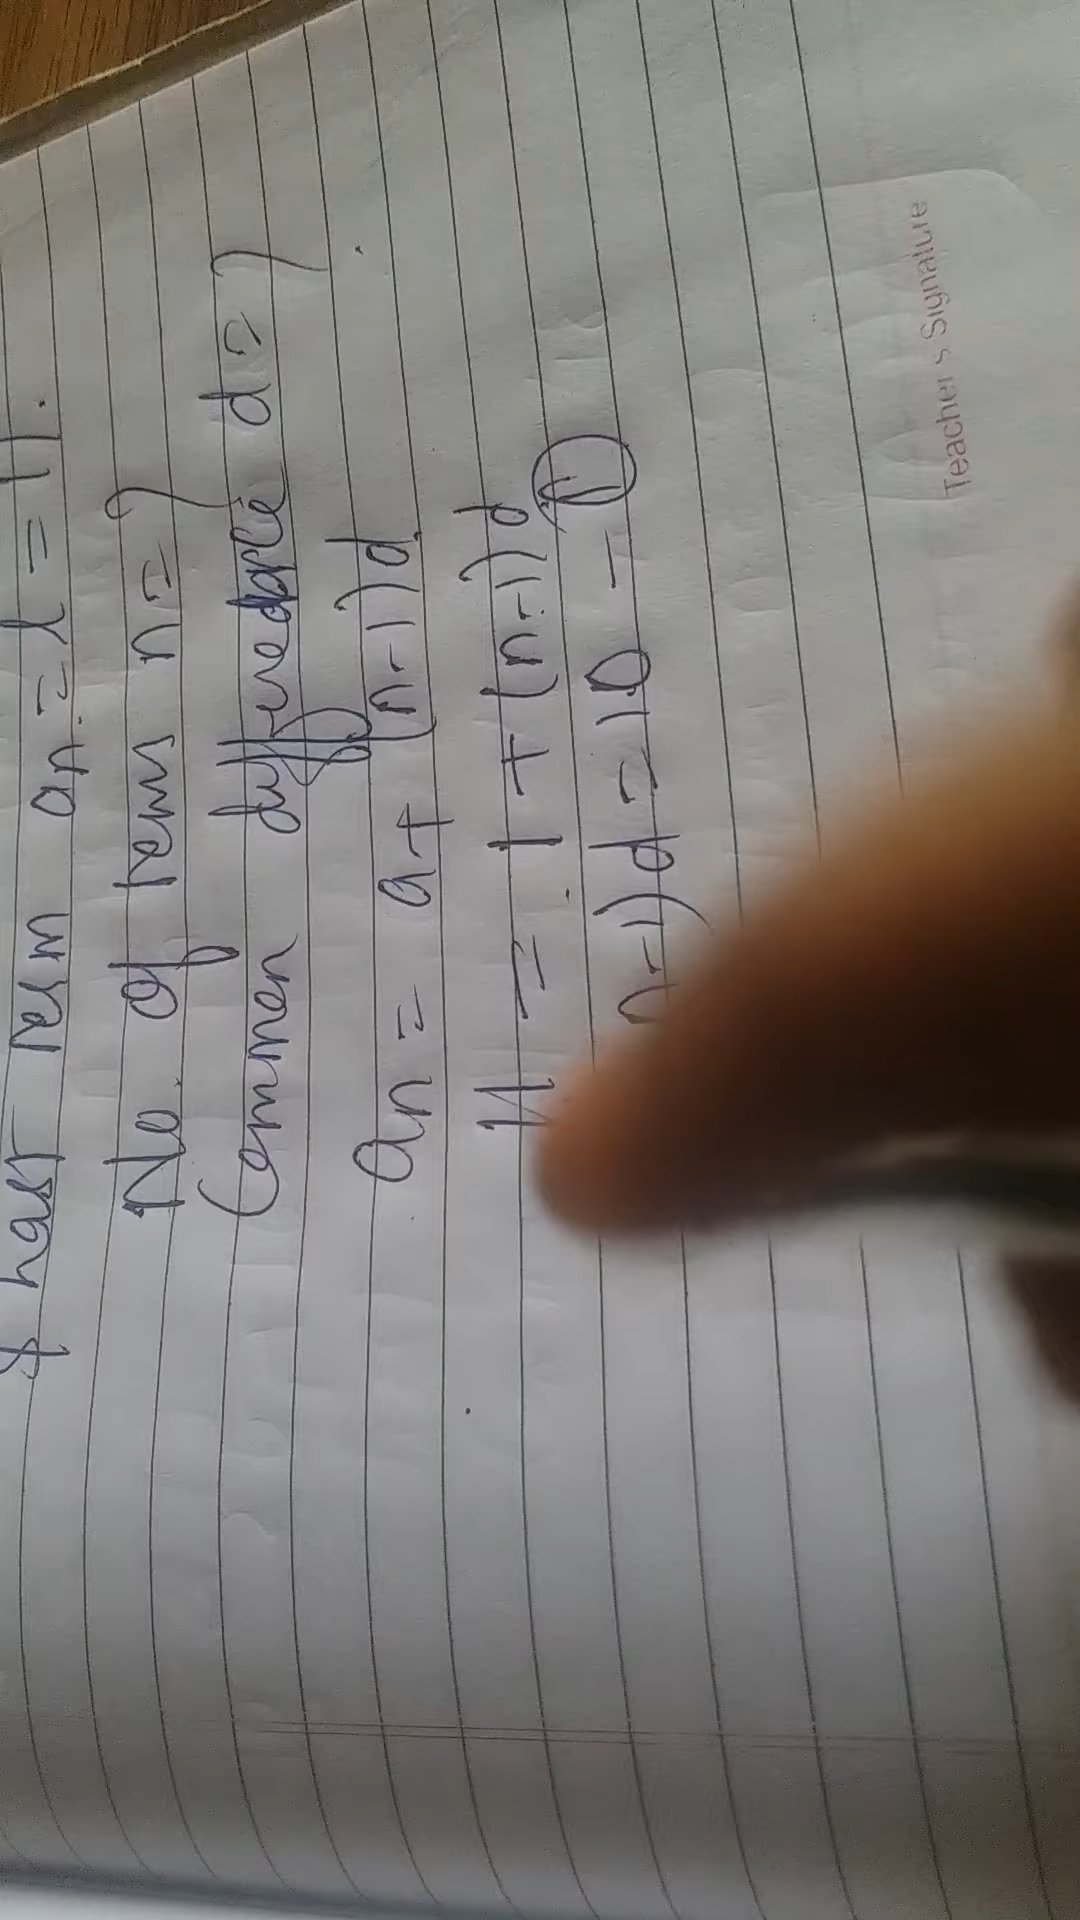 & last term an = l = 11.
No. of terms n = ?
Common difference d = ?
an = a + (n-1)d
11 = 1 + (n-1)d
n-1)d = 10 - 1
Teacher's Signature